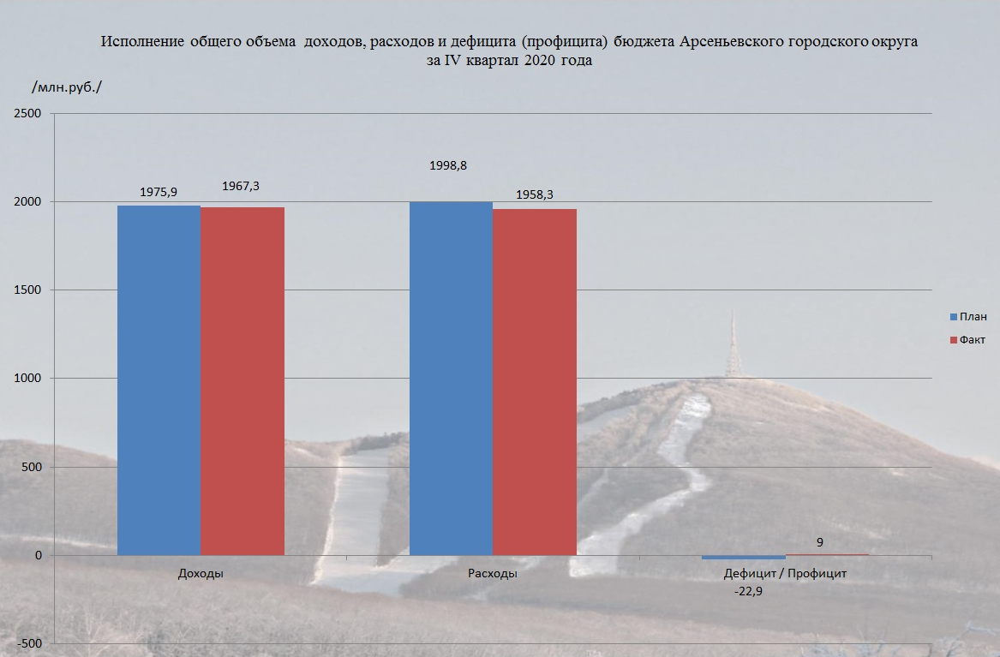 Исполнение общего объема доходов, расходов и дефицита (профицита) бюджета Арсеньевского городского округа
за IV квартал 2020 года
/млн.руб./
2500
2000
1500
1000
500
0
-500
1975,9
1967,3
1998,8
1958,3
-22,9
9
Доходы
Расходы
Дефицит / Профицит
План
Факт